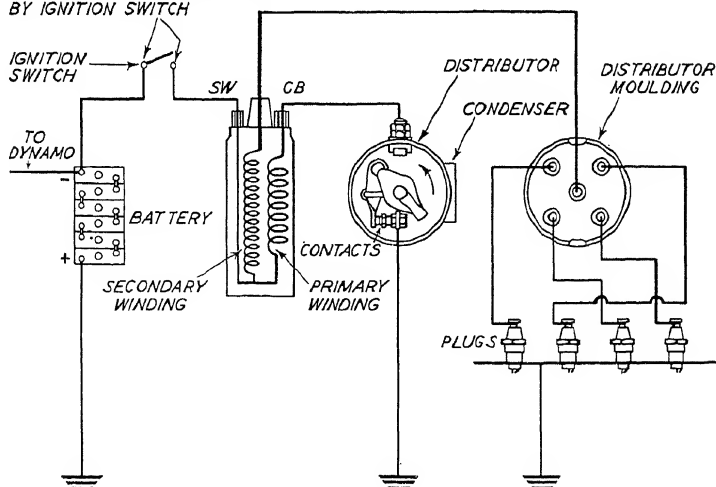 BY IGNITION SWITCH
IGNITION
SWITCH
SW
CB
DISTRIBUTOR
CONDENSER
DISTRIBUTOR
MOULDING
TO
DYNAMO
-
BATTERY
+
SECONDARY
WINDING
PRIMARY
WINDING
CONTACTS
PLUGS